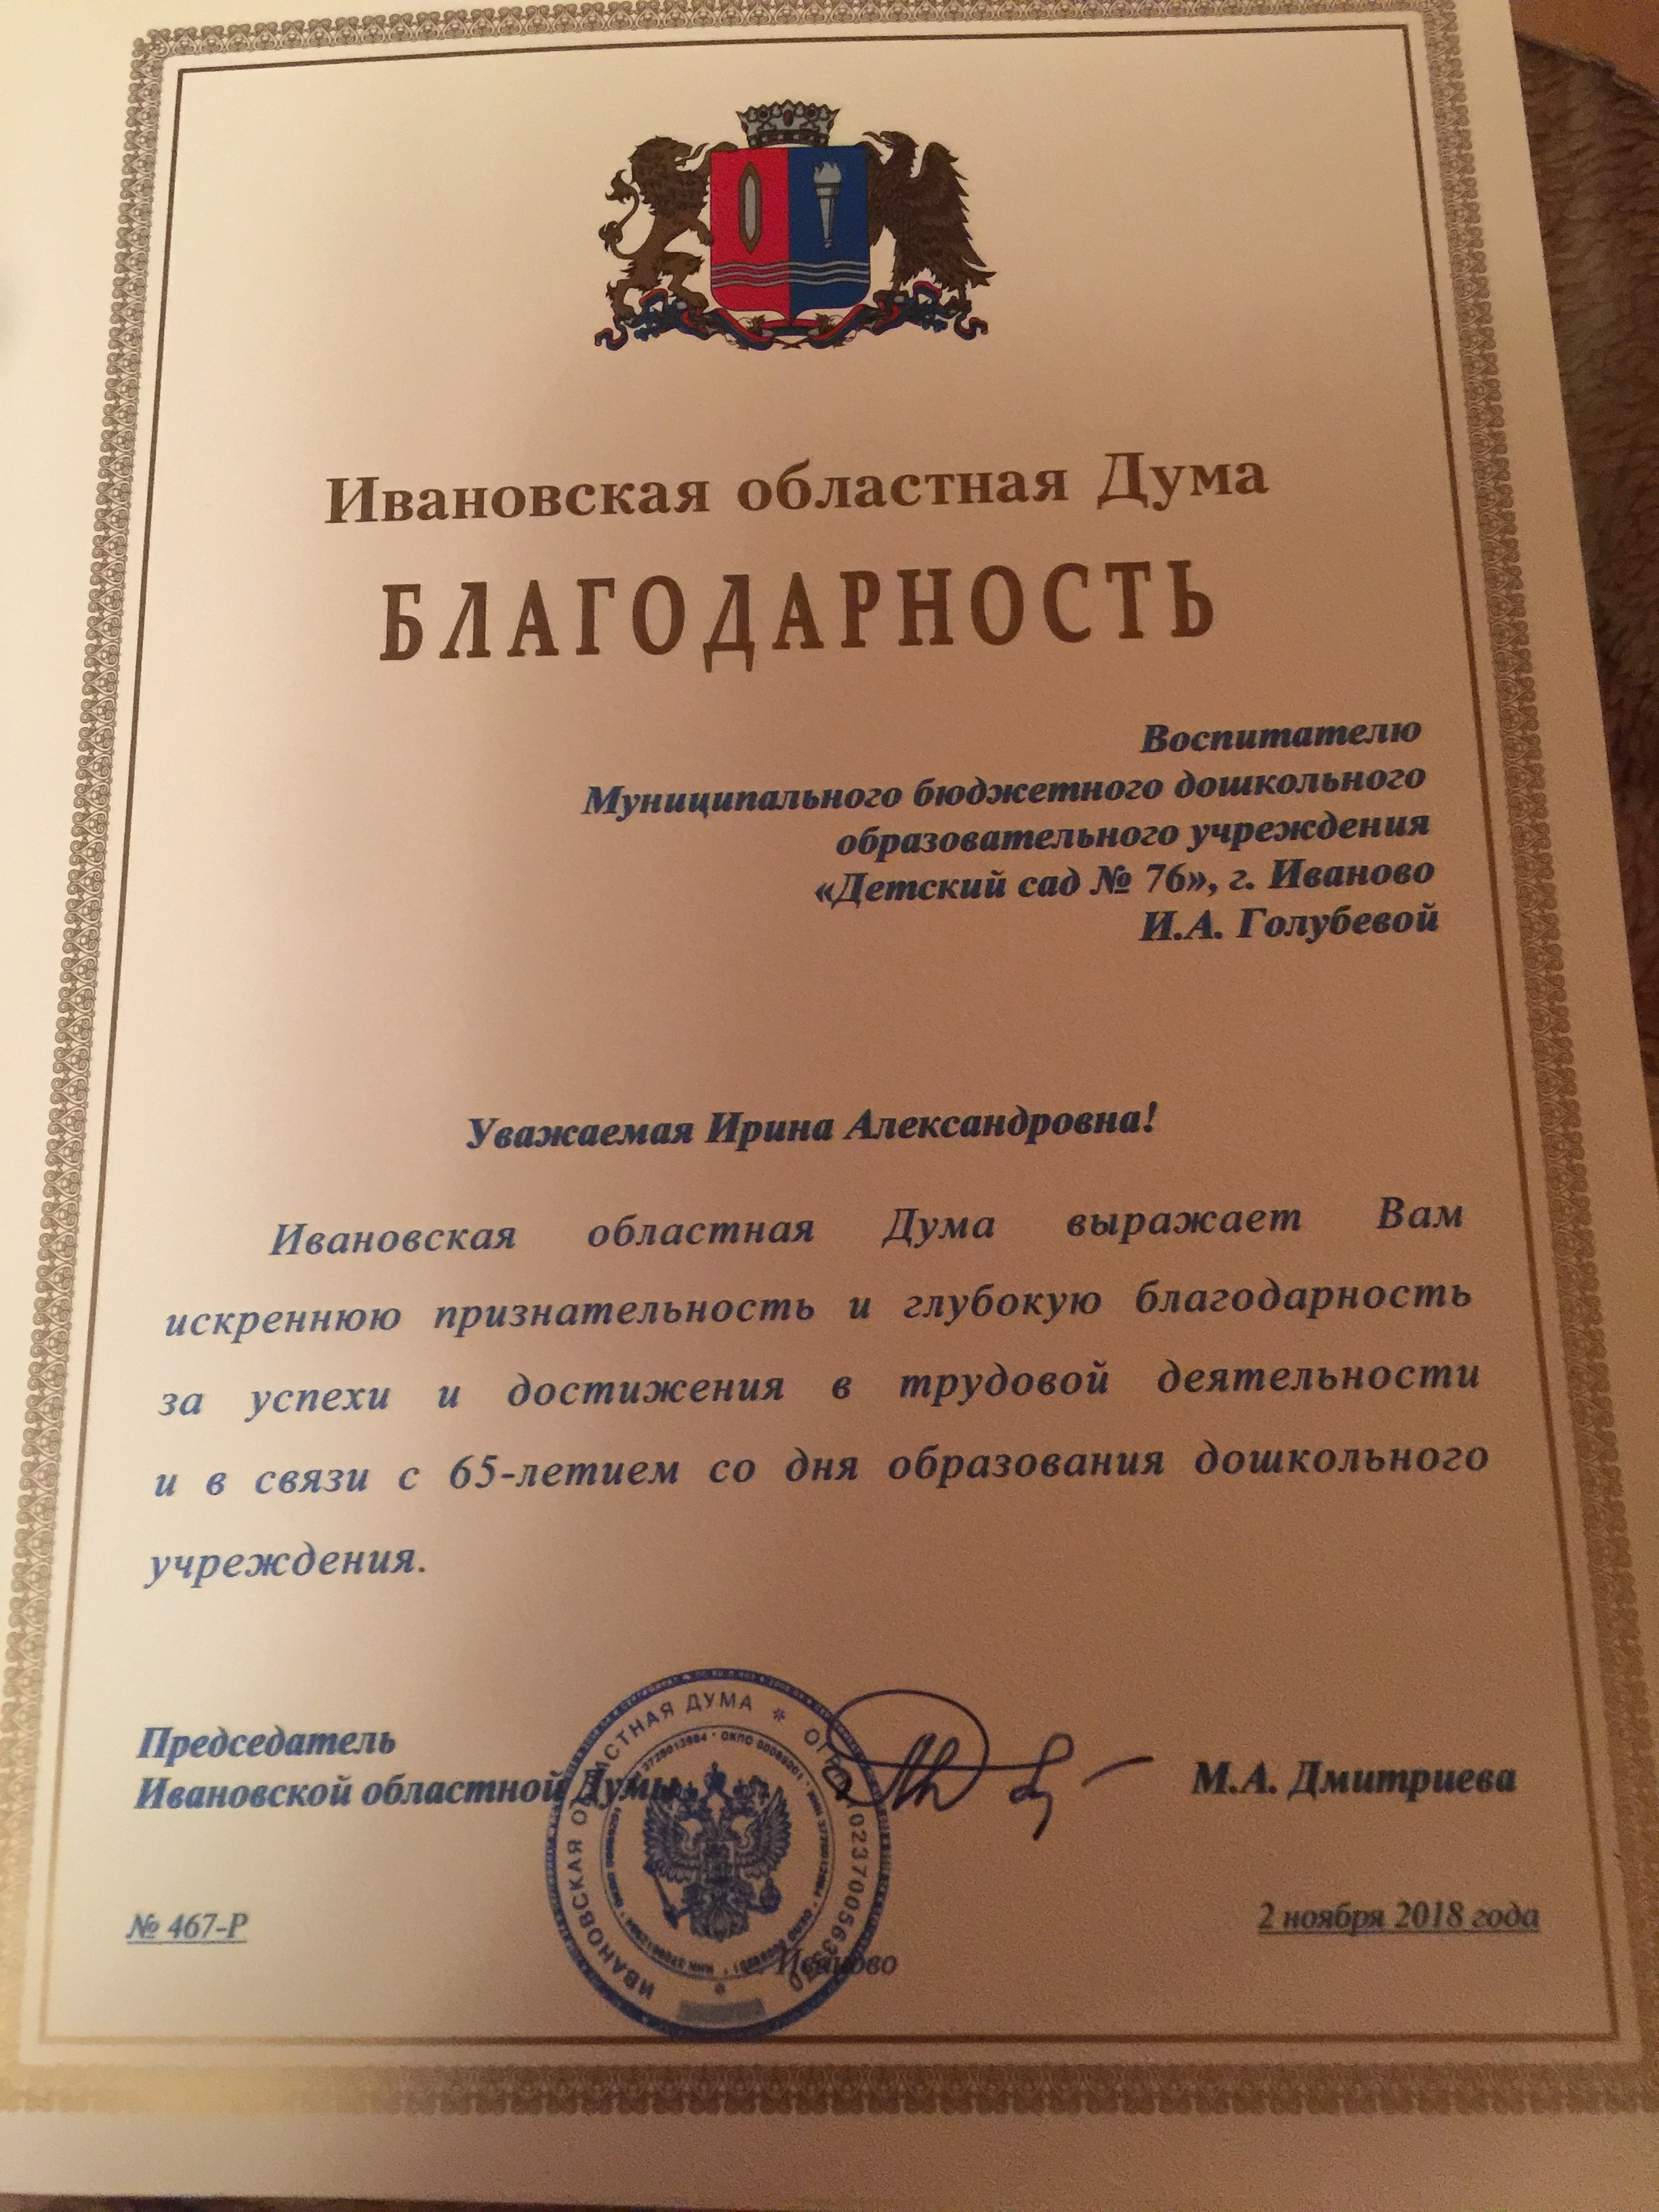 Ивановская областная Дума
БЛАГОДАРНОСТЬ
Воспитателю
Муниципального бюджетного дошкольного
образовательного учреждения
«Детский сад № 76», г. Иваново
И.А. Голубевой
Уважаемая Ирина Александровна!
Ивановская областная Дума выражает Вам
искреннюю признательность и глубокую благодарность
за успехи и достижения в трудовой деятельности
и в связи с 65-летием со дня образования дошкольного
учреждения.
Председатель
Ивановской областной Думы
М.А. Дмитриева
ИВАНОВСКАЯ ОБЛАСТНАЯ ДУМА *
№ 467-Р
2 ноября 2018 года
Иваново